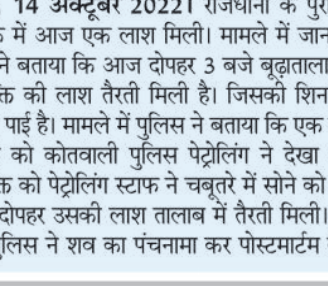 14 अक्टूबर 2022। राजधानी के पुर
में आज एक लाश मिली। मामले में जान
ने बताया कि आज दोपहर 3 बजे बूढ़ाताला
की लाश तैरती मिली है। जिसकी शिन
पाई है। मामले में पुलिस ने बताया कि एक
को कोतवाली पुलिस पेट्रोलिंग ने देखा
को पेट्रोलिंग स्टाफ ने चबूतरे में सोने को
दोपहर उसकी लाश तालाब में तैरती मिली।
लिस ने शव का पंचनामा कर पोस्टमार्टम